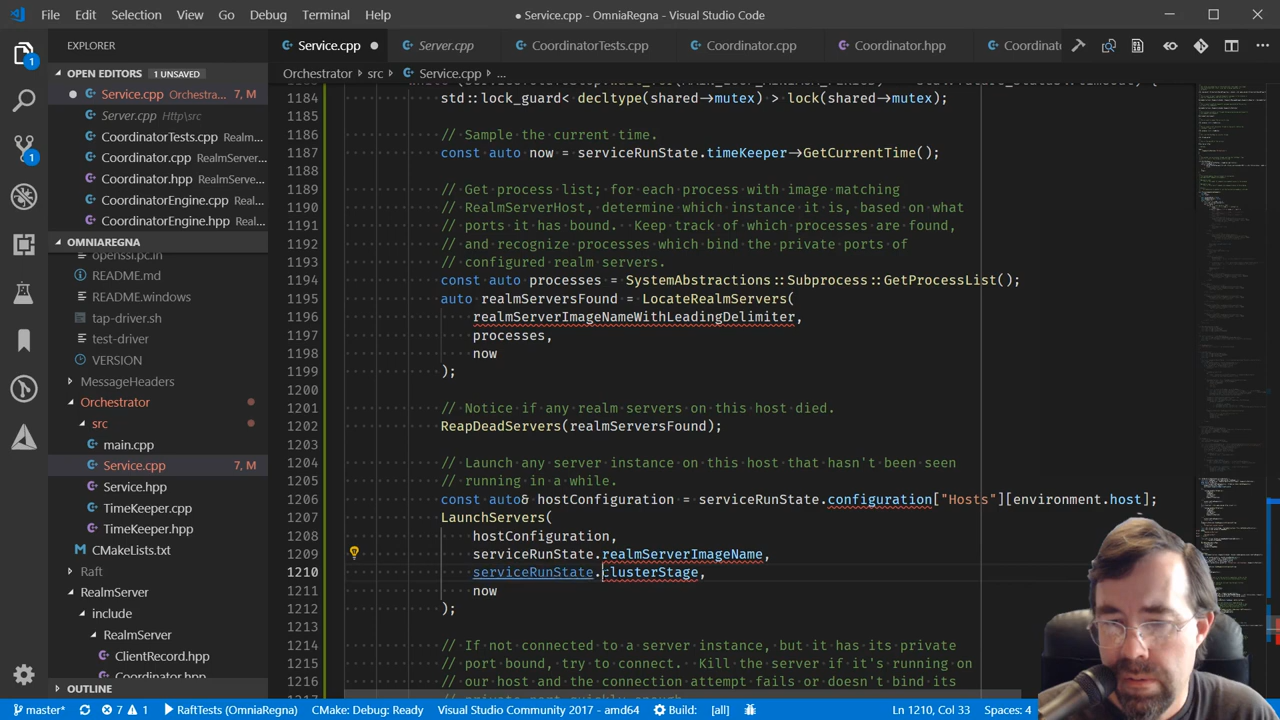 File Edit Selection View Go Debug Terminal Help
● Service.cpp - OmniaRegna - Visual Studio Code
EXPLORER
Service.cpp Server.cpp CoordinatorTests.cpp Coordinator.cpp Coordinator.hpp Coordinato
OPEN EDITORS 1 UNSAVED
Orchestrator › src › Service.cpp › ...
Service.cpp Orchestra... 7, M
Server.cpp Http\src
CoordinatorTests.cpp Realm...
Coordinator.cpp RealmServer...
Coordinator.hpp RealmServe...
CoordinatorEngine.cpp Real...
CoordinatorEngine.hpp Real...
OMNIAREGNA
openssl.pc.in
README.md
README.windows
tap-driver.sh
test-driver
VERSION
MessageHeaders
Orchestrator
src
main.cpp
Service.cpp 7, M
Service.hpp
TimeKeeper.cpp
TimeKeeper.hpp
CMakeLists.txt
Raft
RealmServer
include
RealmServer
ClientRecord.hpp
Coordinator.hpp
OUTLINE
1184 std::lock_guard< decltype(shared->mutex) > lock(shared->mutex);
1185
1186 // Sample the current time.
1187 const auto now = serviceRunState.timeKeeper->GetCurrentTime();
1188
1189 // Get process list; for each process with image matching
1190 // RealmserverHost, determine which instance it is, based on what
1191 // ports it has bound. Keep track of which processes are found,
1192 // and recognize processes which bind the private ports of
1193 // configured realm servers.
1194 const auto processes = SystemAbstractions::Subprocess::GetProcessList();
1195 auto realmServersFound = LocateRealmServers(
1196 realmServerImageNameWithLeadingDelimiter,
1197 processes,
1198 now
1199 );
1200
1201 // Notice if any realm servers on this host died.
1202 ReapDeadServers(realmServersFound);
1203
1204 // Launch any server instance on this host that hasn't been seen
1205 // running in a while.
1206 const auto& hostConfiguration = serviceRunState.configuration["Hosts"][environment.host];
1207 LaunchServers(
1208 hostConfiguration,
1209 serviceRunState.realmServerImageName,
1210 serviceRunState.clusterStage,
1211 now
1212 );
1213
1214 // If not connected to a server instance, but it has its private
1215 // port bound, try to connect. Kill the server if it's running on
1216 // our host and the connection attempt fails or doesn't bind its
1217 // private port quickly enough.
master* 7 1 RaftTests (OmniaRegna) CMake: Debug: Ready Visual Studio Community 2017 - amd64 Build: [all] Ln 1210, Col 33 Spaces: 4